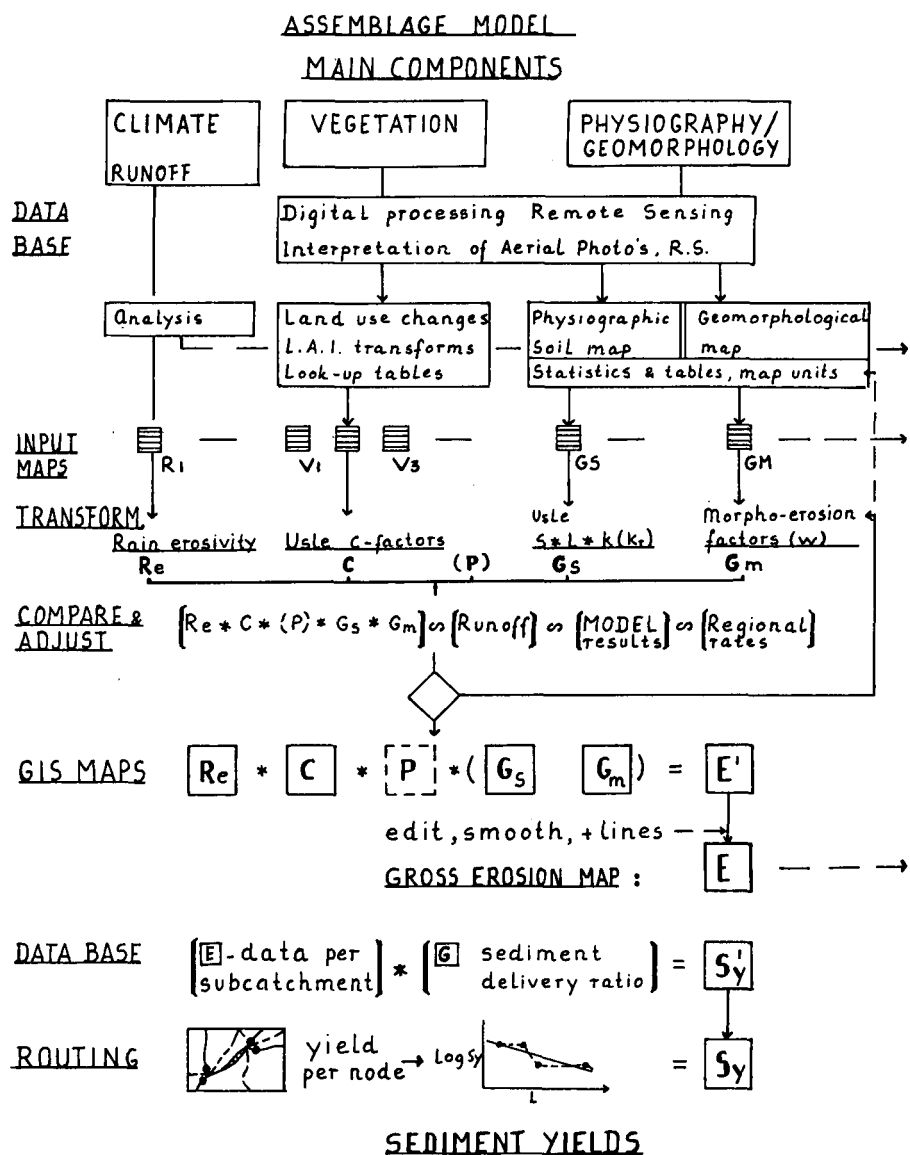 ASSEMBLAGE MODEL
MAIN COMPONENTS
CLIMATE
RUNOFF
VEGETATION
PHYSIOGRAPHY/
GEOMORPHOLOGY
DATA
BASE
Digital processing Remote Sensing
Interpretation of Aerial Photo's, R.S.
Analysis
Land use changes
L.A.I. transforms
Look-up tables
Physiographic
Soil map
Geomorphological
map
Statistics & tables, map units
INPUT
MAPS
R1
V1
V3
GS
GM
TRANSFORM
Rain erosivity
Usle C-factors
Usle
S*L*k(Kr)
Morpho-erosion
factors (w)
Re
C
(P)
Gs
Gm
COMPARE &
ADJUST
[Re * C * (P) * Gs * Gm] ∽ [Runoff] ∽ [MODEL results] ∽ [Regional rates]
GIS MAPS
Re * C * P * (Gs Gm) = E'
edit, smooth, + lines
GROSS EROSION MAP :
E
DATA BASE
[E-data per subcatchment] * [G sediment delivery ratio] = Sy'
ROUTING
yield
per node
→ Log Sy
L
= Sy
SEDIMENT YIELDS